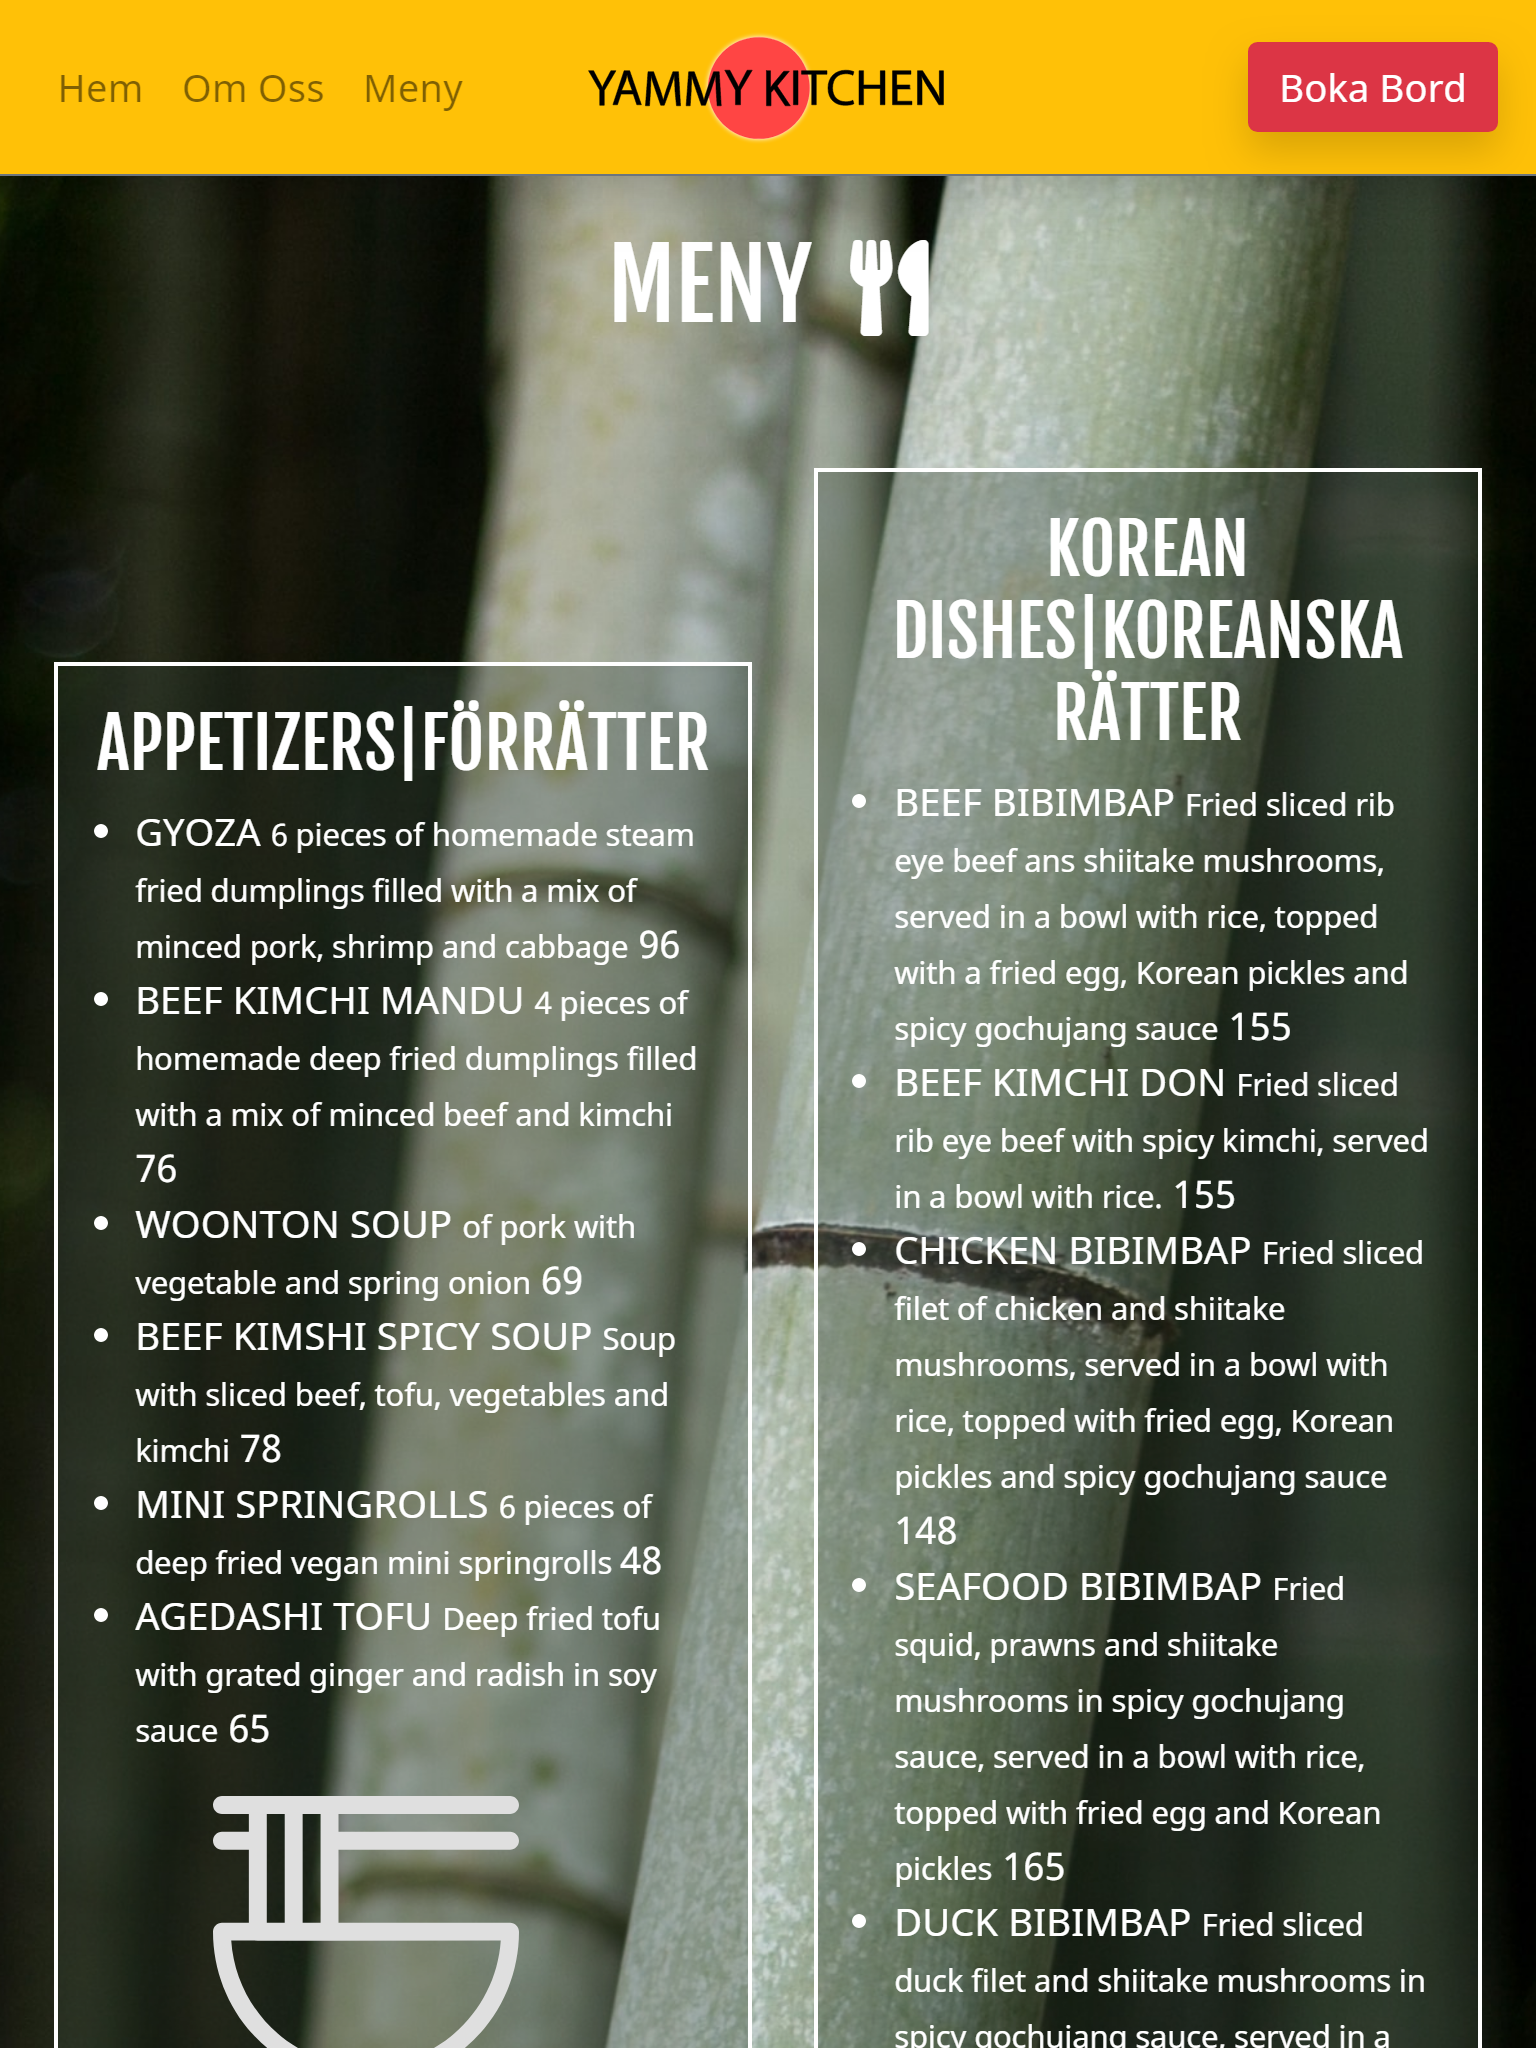 Hem Om Oss Meny YAMMY KITCHEN Boka Bord
MENY
APPETIZERS|FÖRRÄTTER
GYOZA 6 pieces of homemade steam
fried dumplings filled with a mix of
minced pork, shrimp and cabbage 96
BEEF KIMCHI MANDU 4 pieces of
homemade deep fried dumplings filled
with a mix of minced beef and kimchi
76
WOONTON SOUP of pork with
vegetable and spring onion 69
BEEF KIMSHI SPICY SOUP Soup
with sliced beef, tofu, vegetables and
kimchi 78
MINI SPRINGROLLS 6 pieces of
deep fried vegan mini springrolls 48
AGEDASHI TOFU Deep fried tofu
with grated ginger and radish in soy
sauce 65
KOREAN
DISHES|KOREANSKA
RÄTTER
BEEF BIBIMBAP Fried sliced rib
eye beef ans shiitake mushrooms,
served in a bowl with rice, topped
with a fried egg, Korean pickles and
spicy gochujang sauce 155
BEEF KIMCHI DON Fried sliced
rib eye beef with spicy kimchi, served
in a bowl with rice. 155
CHICKEN BIBIMBAP Fried sliced
filet of chicken and shiitake
mushrooms, served in a bowl with
rice, topped with fried egg, Korean
pickles and spicy gochujang sauce
148
SEAFOOD BIBIMBAP Fried
squid, prawns and shiitake
mushrooms in spicy gochujang
sauce, served in a bowl with rice,
topped with fried egg and Korean
pickles 165
DUCK BIBIMBAP Fried sliced
duck filet and shiitake mushrooms in
spicy gochujang sauce, served in a